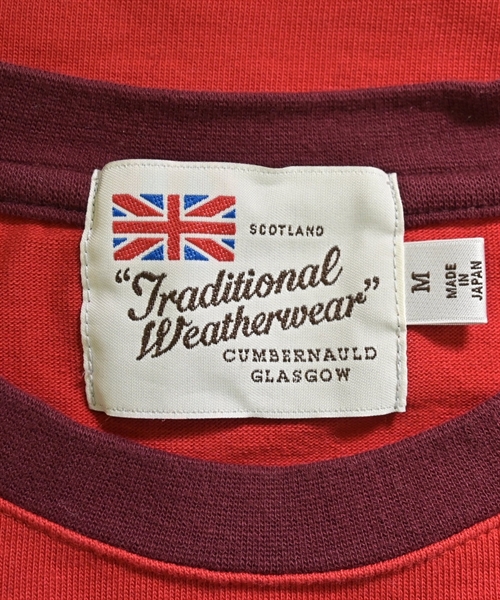 SCOTLAND
"Traditional
Weatherwear"
CUMBERNAULD
GLASGOW
M
MADE
IN
JAPAN